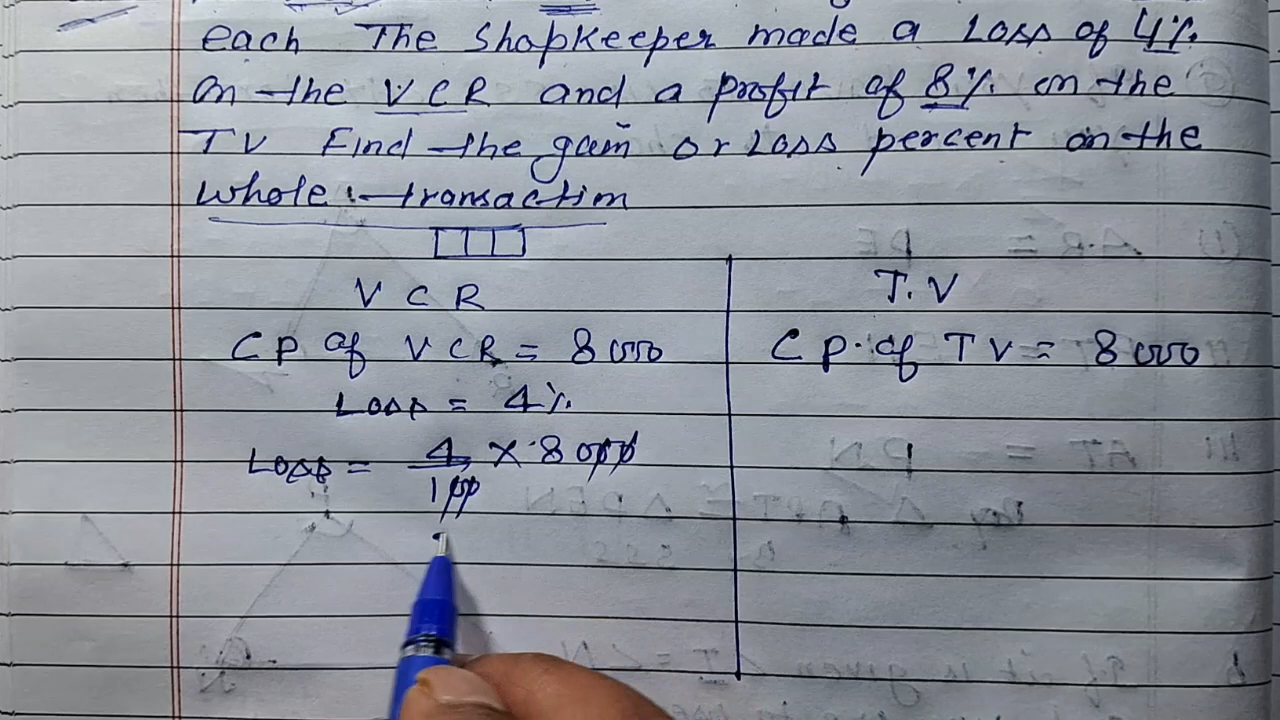 each The Shopkeeper made a Loss of 4%
on the VCR and a profit of 8% on the
TV Find the gain or Loss percent on the
whole transaction
VCR
T.V
CP of VCR = 8000
C P. of TV = 8000
Loss = 4%
Loss = 4/100 × 8000